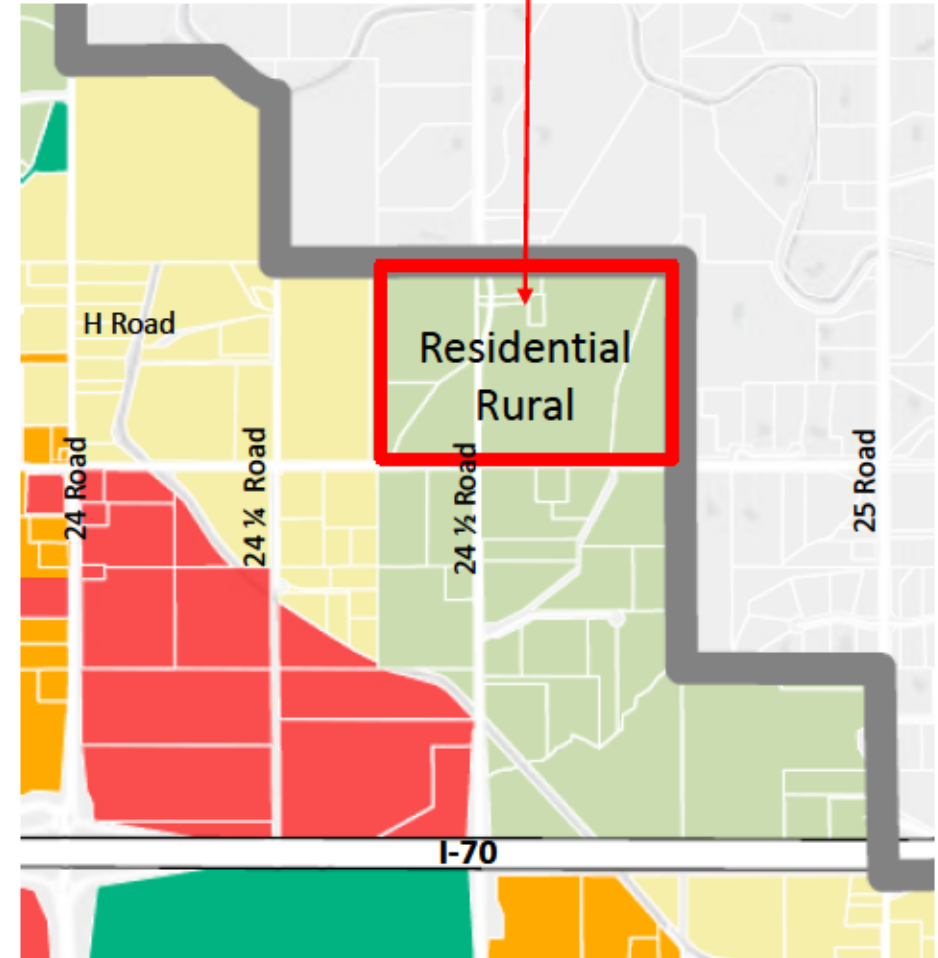 H Road
Residential
Rural
24 Road
24 ¼ Road
24 ½ Road
25 Road
I-70